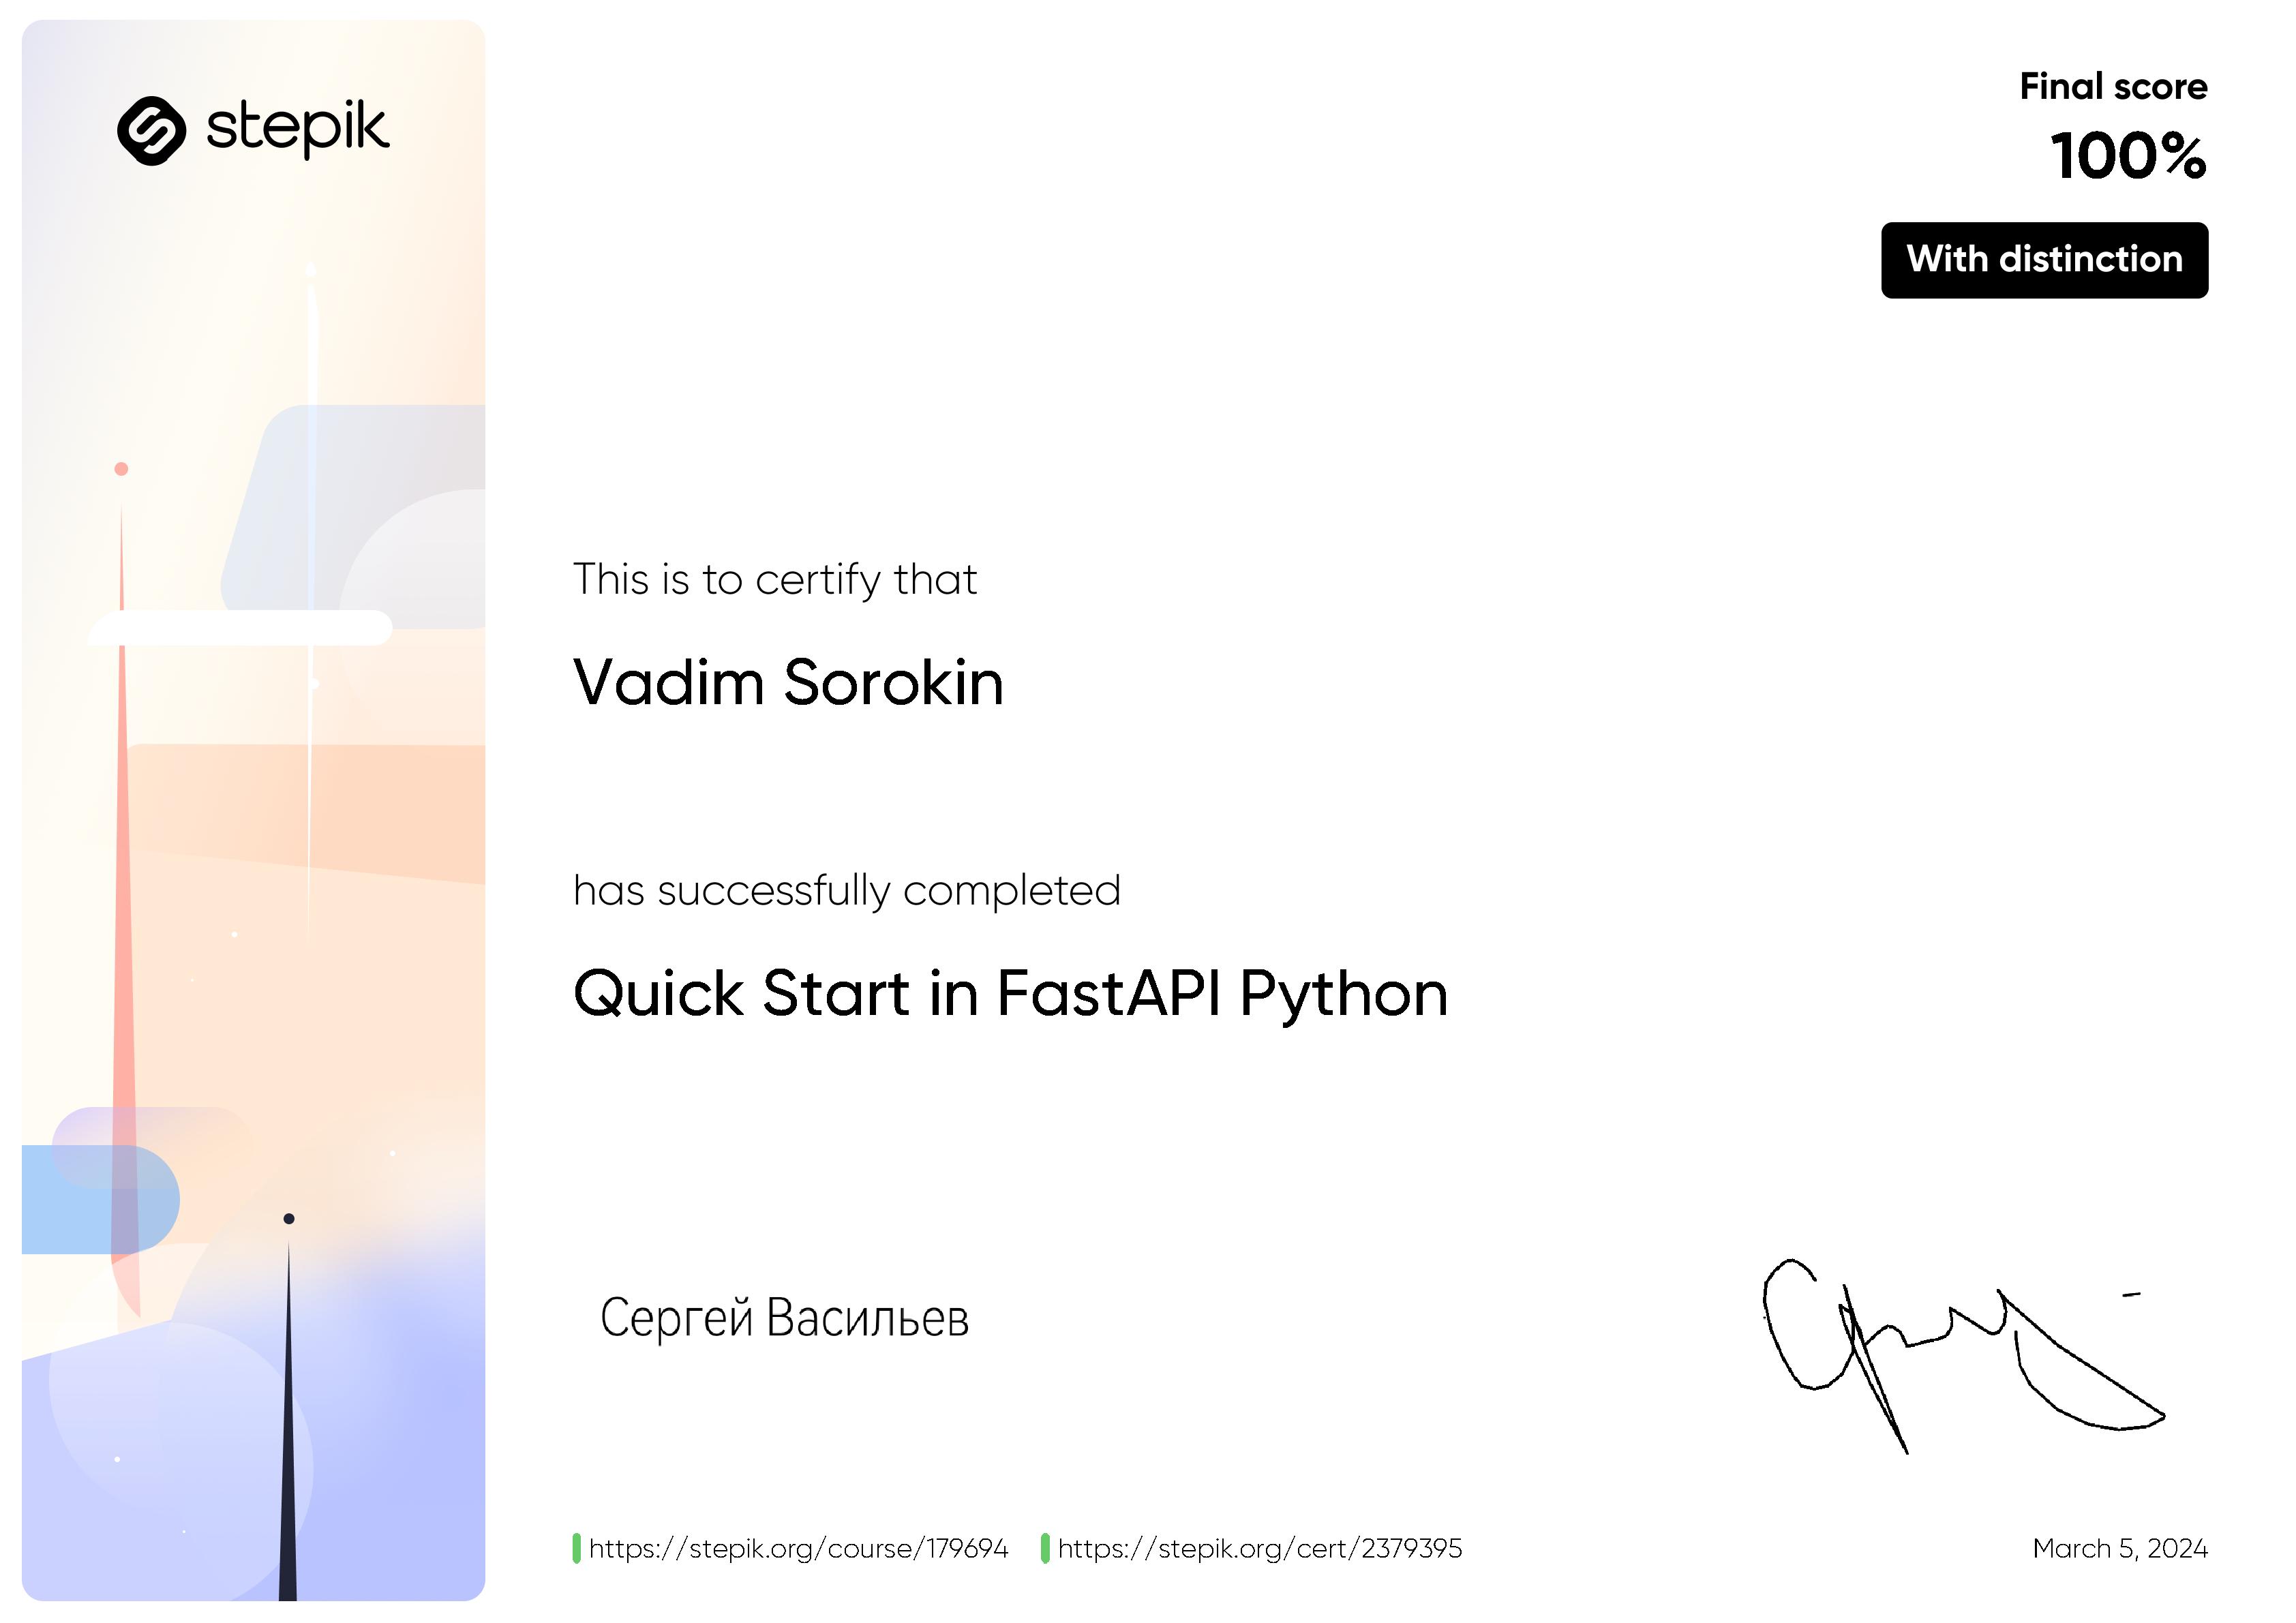 stepik
Final score
100%
With distinction
This is to certify that
Vadim Sorokin
has successfully completed
Quick Start in FastAPI Python
Сергей Васильев
https://stepik.org/course/179694 https://stepik.org/cert/2379395 March 5, 2024